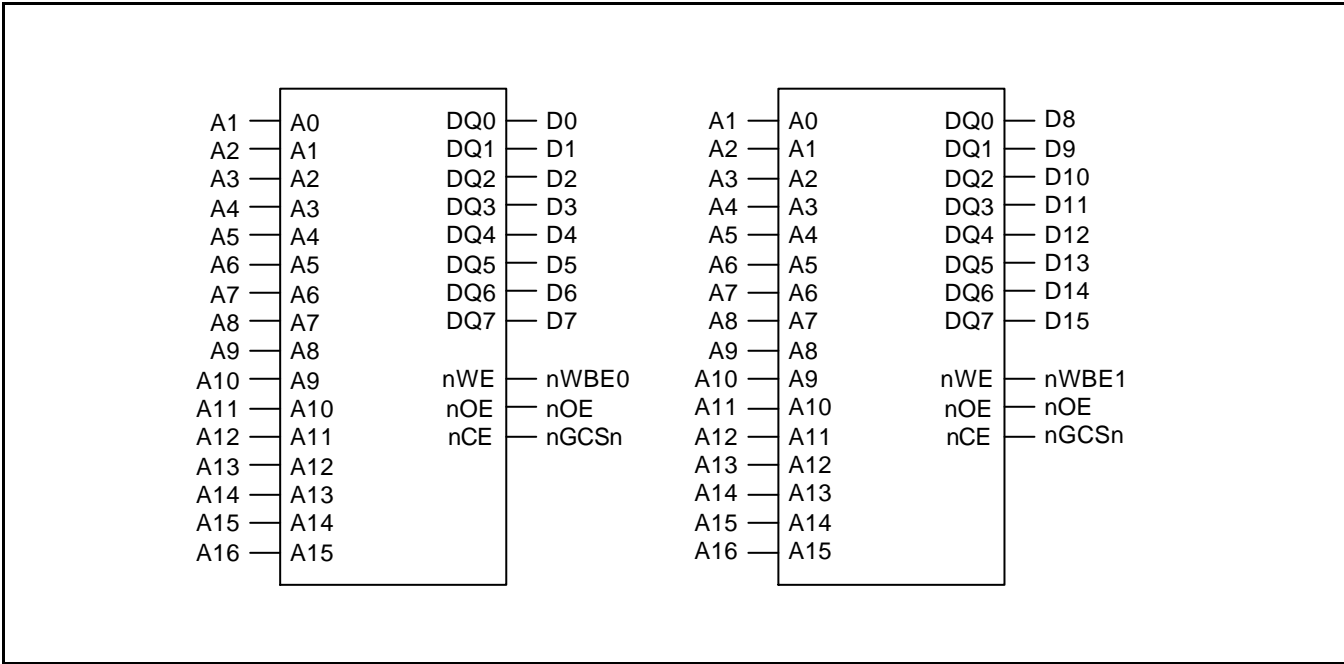 A1 A0 DQ0 D0
A2 A1 DQ1 D1
A3 A2 DQ2 D2
A4 A3 DQ3 D3
A5 A4 DQ4 D4
A6 A5 DQ5 D5
A7 A6 DQ6 D6
A8 A7 DQ7 D7
A9 A8
A10 A9 nWE nWBE0
A11 A10 nOE nOE
A12 A11 nCE nGCSn
A13 A12
A14 A13
A15 A14
A16 A15
A1 A0 DQ0 D8
A2 A1 DQ1 D9
A3 A2 DQ2 D10
A4 A3 DQ3 D11
A5 A4 DQ4 D12
A6 A5 DQ5 D13
A7 A6 DQ6 D14
A8 A7 DQ7 D15
A9 A8
A10 A9 nWE nWBE1
A11 A10 nOE nOE
A12 A11 nCE nGCSn
A13 A12
A14 A13
A15 A14
A16 A15